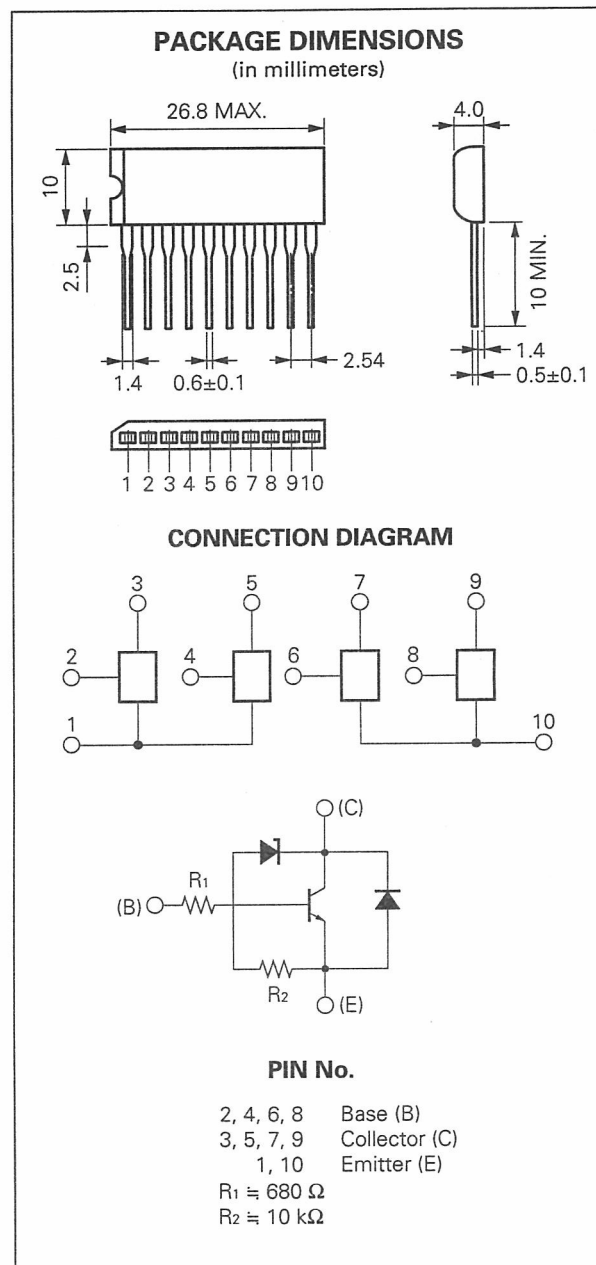 PACKAGE DIMENSIONS
(in millimeters)
26.8 MAX.
4.0
10
2.5
10 MIN.
2.54
1.4
1.4 0.6±0.1
0.5±0.1
1 2 3 4 5 6 7 8 9 10
CONNECTION DIAGRAM
3 5 7 9
2 4 6 8
1 10
(C)
R1
(B)
R2
(E)
PIN No.
2, 4, 6, 8 Base (B)
3, 5, 7, 9 Collector (C)
1, 10 Emitter (E)
R1 ≒ 680 Ω
R2 ≒ 10 kΩ